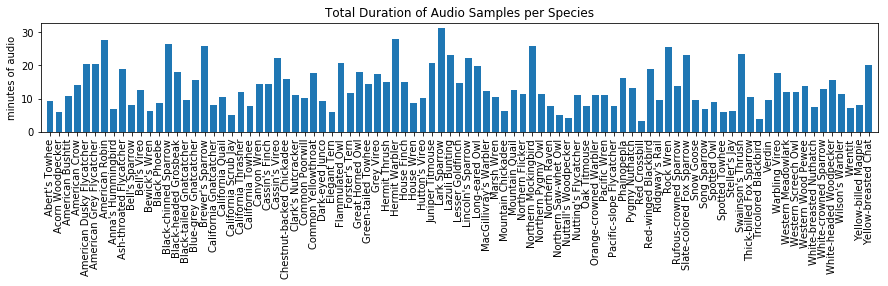 Total Duration of Audio Samples per Species
minutes of audio
30
20
10
0
Abert's Towhee
Acorn Woodpecker
American Bushtit
American Crow
American Dusky Flycatcher
American Grey Flycatcher
American Robin
Anna's Hummingbird
Ash-throated Flycatcher
Bell's Sparrow
Bell's Vireo
Bewick's Wren
Black Phoebe
Black-chinned Sparrow
Black-headed Grosbeak
Black-tailed Gnatcatcher
Blue-grey Gnatcatcher
Brewer's Sparrow
California Gnatcatcher
California Quail
California Scrub Jay
California Thrasher
California Towhee
Canyon Wren
Cassin's Finch
Cassin's Vireo
Chestnut-backed Chickadee
Clark's Nutcracker
Common Poorwill
Common Yellowthroat
Dark-eyed Junco
Elegant Tern
Flammulated Owl
Forster's Tern
Great Horned Owl
Green-tailed Towhee
Grey Vireo
Hermit Thrush
Hermit Warbler
House Finch
House Wren
Hutton's Vireo
Juniper Titmouse
Lark Sparrow
Lazuli Bunting
Lesser Goldfinch
Lincoln's Sparrow
Long-eared Owl
MacGillivray's Warbler
Marsh Wren
Mountain Chickadee
Mountain Quail
Northern Flicker
Northern Mockingbird
Northern Pygmy Owl
Northern Raven
Northern Saw-whet Owl
Nuttall's Woodpecker
Nutting's Flycatcher
Oak Titmouse
Orange-crowned Warbler
Pacific Wren
Pacific-slope Flycatcher
Phainopepla
Pygmy Nuthatch
Red Crossbill
Red-winged Blackbird
Ridgway's Rail
Rock Wren
Rufous-crowned Sparrow
Slate-colored Fox Sparrow
Snow Goose
Song Sparrow
Spotted Owl
Spotted Towhee
Steller's Jay
Swainson's Thrush
Thick-billed Fox Sparrow
Tricolored Blackbird
Verdin
Warbling Vireo
Western Meadowlark
Western Screech Owl
Western Wood Pewee
White-breasted Nuthatch
White-crowned Sparrow
White-headed Woodpecker
Wilson's Warbler
Wrentit
Yellow-billed Magpie
Yellow-breasted Chat